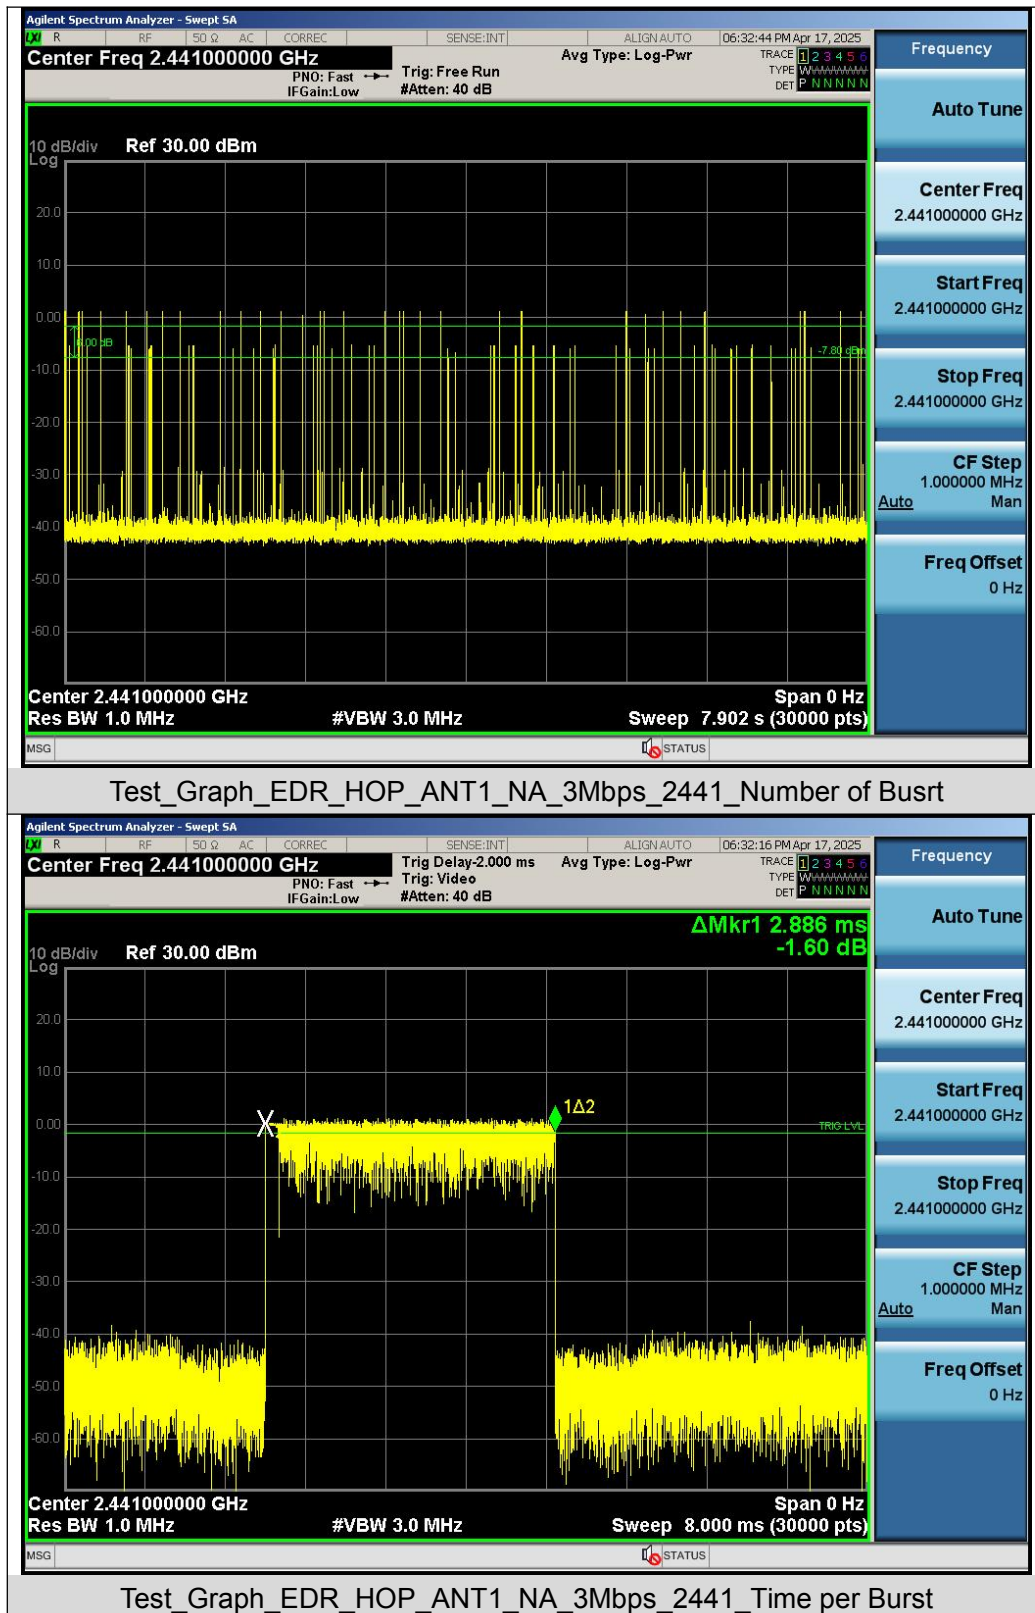 Agilent Spectrum Analyzer - Swept SA
LXI R RF 50 Ω AC CORREC SENSE:INT ALIGN AUTO 06:32:44 PM Apr 17, 2025
Center Freq 2.441000000 GHz
PNO: Fast
IFGain:Low
Trig: Free Run
#Atten: 40 dB
Avg Type: Log-Pwr
TRACE 1 2 3 4 5 6
TYPE W
DET P N N N N N
Frequency
Auto Tune
Center Freq
2.441000000 GHz
Start Freq
2.441000000 GHz
Stop Freq
2.441000000 GHz
CF Step
1.000000 MHz
Auto Man
Freq Offset
0 Hz
10 dB/div Ref 30.00 dBm
Log
20.0
10.0
0.00
.00 dB
-7.80 dBm
-10.0
-20.0
-30.0
-40.0
-50.0
-60.0
Center 2.441000000 GHz Span 0 Hz
Res BW 1.0 MHz #VBW 3.0 MHz Sweep 7.902 s (30000 pts)
MSG STATUS
Test_Graph_EDR_HOP_ANT1_NA_3Mbps_2441_Number of Busrt
Agilent Spectrum Analyzer - Swept SA
LXI R RF 50 Ω AC CORREC SENSE:INT ALIGN AUTO 06:32:16 PM Apr 17, 2025
Center Freq 2.441000000 GHz
PNO: Fast
IFGain:Low
Trig Delay-2.000 ms
Trig: Video
#Atten: 40 dB
Avg Type: Log-Pwr
TRACE 1 2 3 4 5 6
TYPE W
DET P N N N N N
Frequency
Auto Tune
Center Freq
2.441000000 GHz
Start Freq
2.441000000 GHz
Stop Freq
2.441000000 GHz
CF Step
1.000000 MHz
Auto Man
Freq Offset
0 Hz
ΔMkr1 2.886 ms
-1.60 dB
10 dB/div Ref 30.00 dBm
Log
20.0
10.0
1Δ2
0.00
TRIG LVL
-10.0
-20.0
-30.0
-40.0
-50.0
-60.0
Center 2.441000000 GHz Span 0 Hz
Res BW 1.0 MHz #VBW 3.0 MHz Sweep 8.000 ms (30000 pts)
MSG STATUS
Test_Graph_EDR_HOP_ANT1_NA_3Mbps_2441_Time per Burst